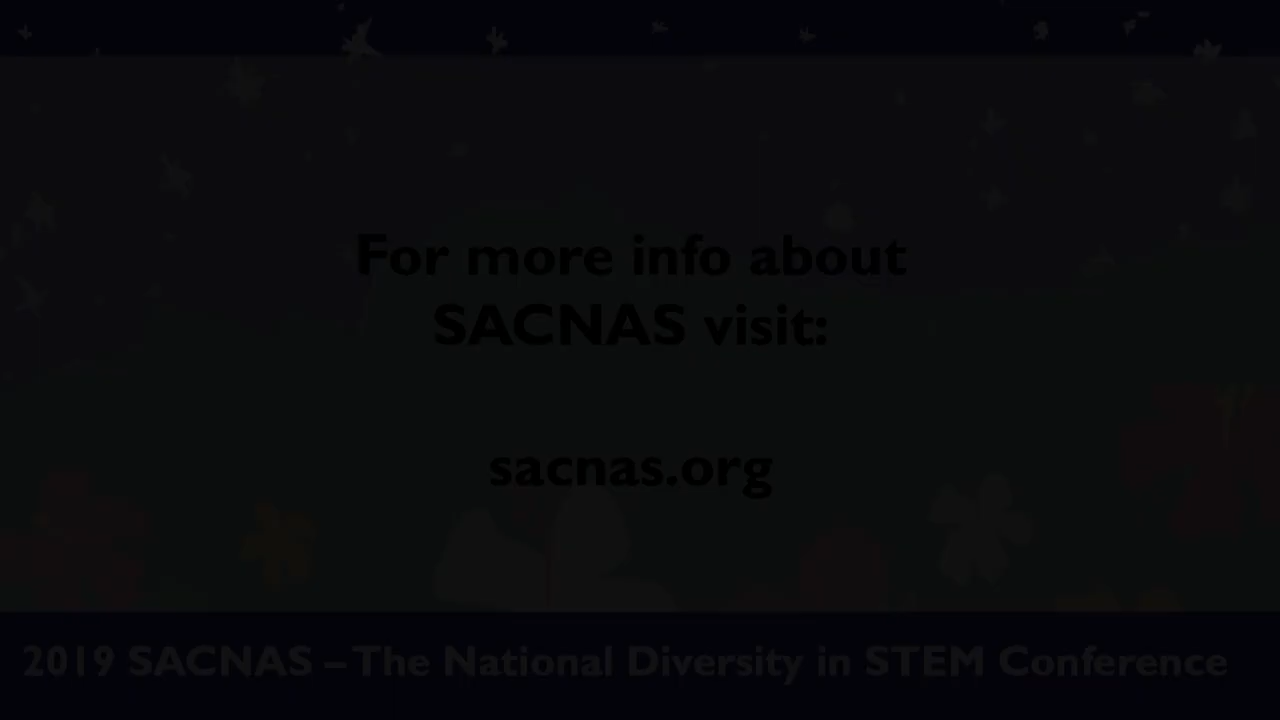 For more info about
SACNAS visit:
sacnas.org
2019 SACNAS – The National Diversity in STEM Conference